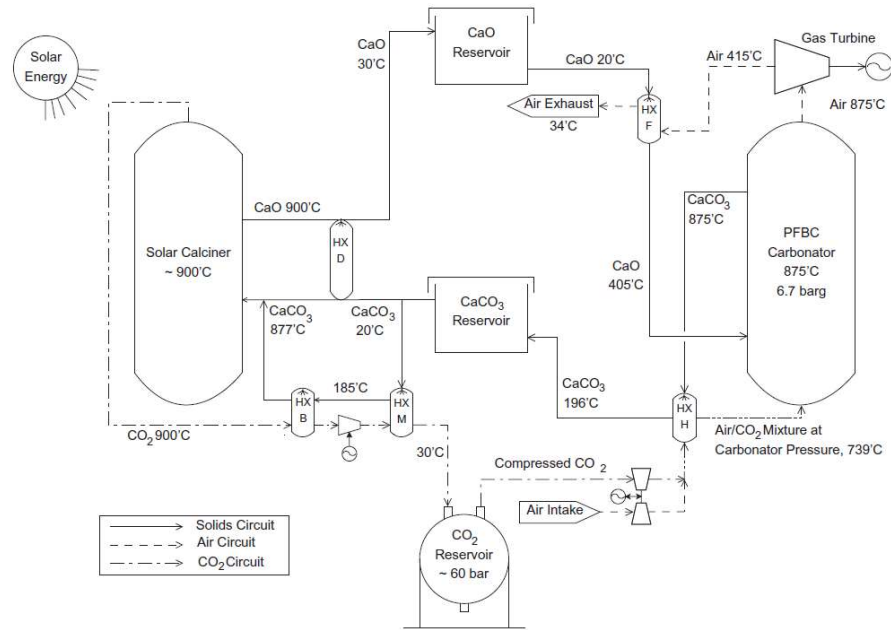 Solar
Energy
CaO
30'C
CaO
Reservoir
CaO 20'C
Air Exhaust
34'C
HX
F
Air 415'C
Gas Turbine
Air 875'C
CaO 900'C
Solar Calciner
~ 900'C
HX
D
CaCO3
877'C
CaCO3
20'C
CaCO3
Reservoir
CaO
405'C
CaCO3
875'C
PFBC
Carbonator
875'C
6.7 barg
185'C
HX
B
HX
M
CaCO3
196'C
HX
H
Air/CO2 Mixture at
Carbonator Pressure, 739'C
CO2 900'C
30'C
Compressed CO2
Air Intake
CO2
Reservoir
~ 60 bar
Solids Circuit
Air Circuit
CO2 Circuit